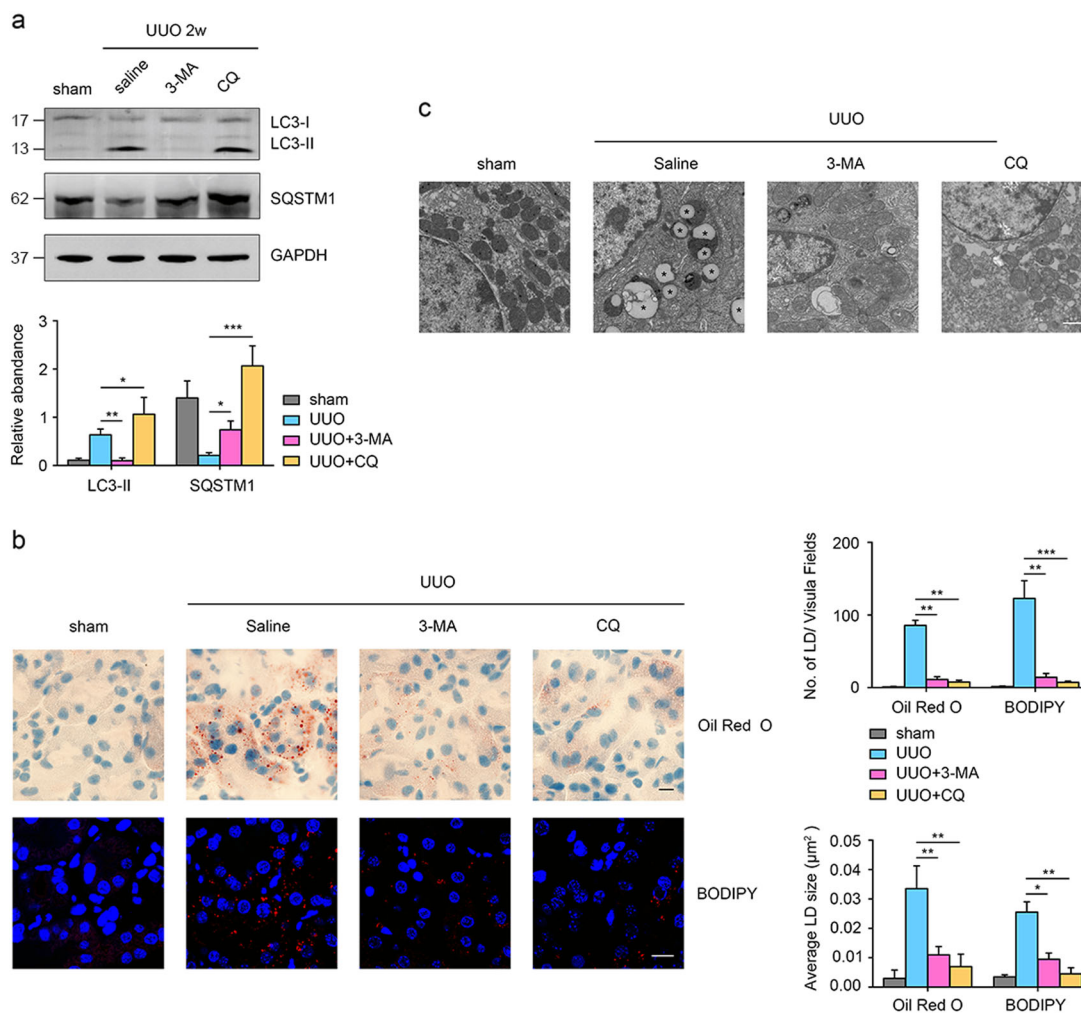 a
UUO 2w
sham saline 3-MA CQ
17 LC3-I
13 LC3-II
62 SQSTM1
37 GAPDH
Relative abundance
3
2
1
0
* ** * ***
LC3-II SQSTM1
sham
UUO
UUO+3-MA
UUO+CQ
c
UUO
sham Saline 3-MA CQ
* * * * * * * * * *
b
UUO
sham Saline 3-MA CQ
Oil Red O
BODIPY
No. of LD/ Visula Fields
200
100
0
** ** *** **
Oil Red O BODIPY
sham
UUO
UUO+3-MA
UUO+CQ
Average LD size (µm²)
0.05
0.04
0.03
0.02
0.01
0.00
** ** ** *
Oil Red O BODIPY